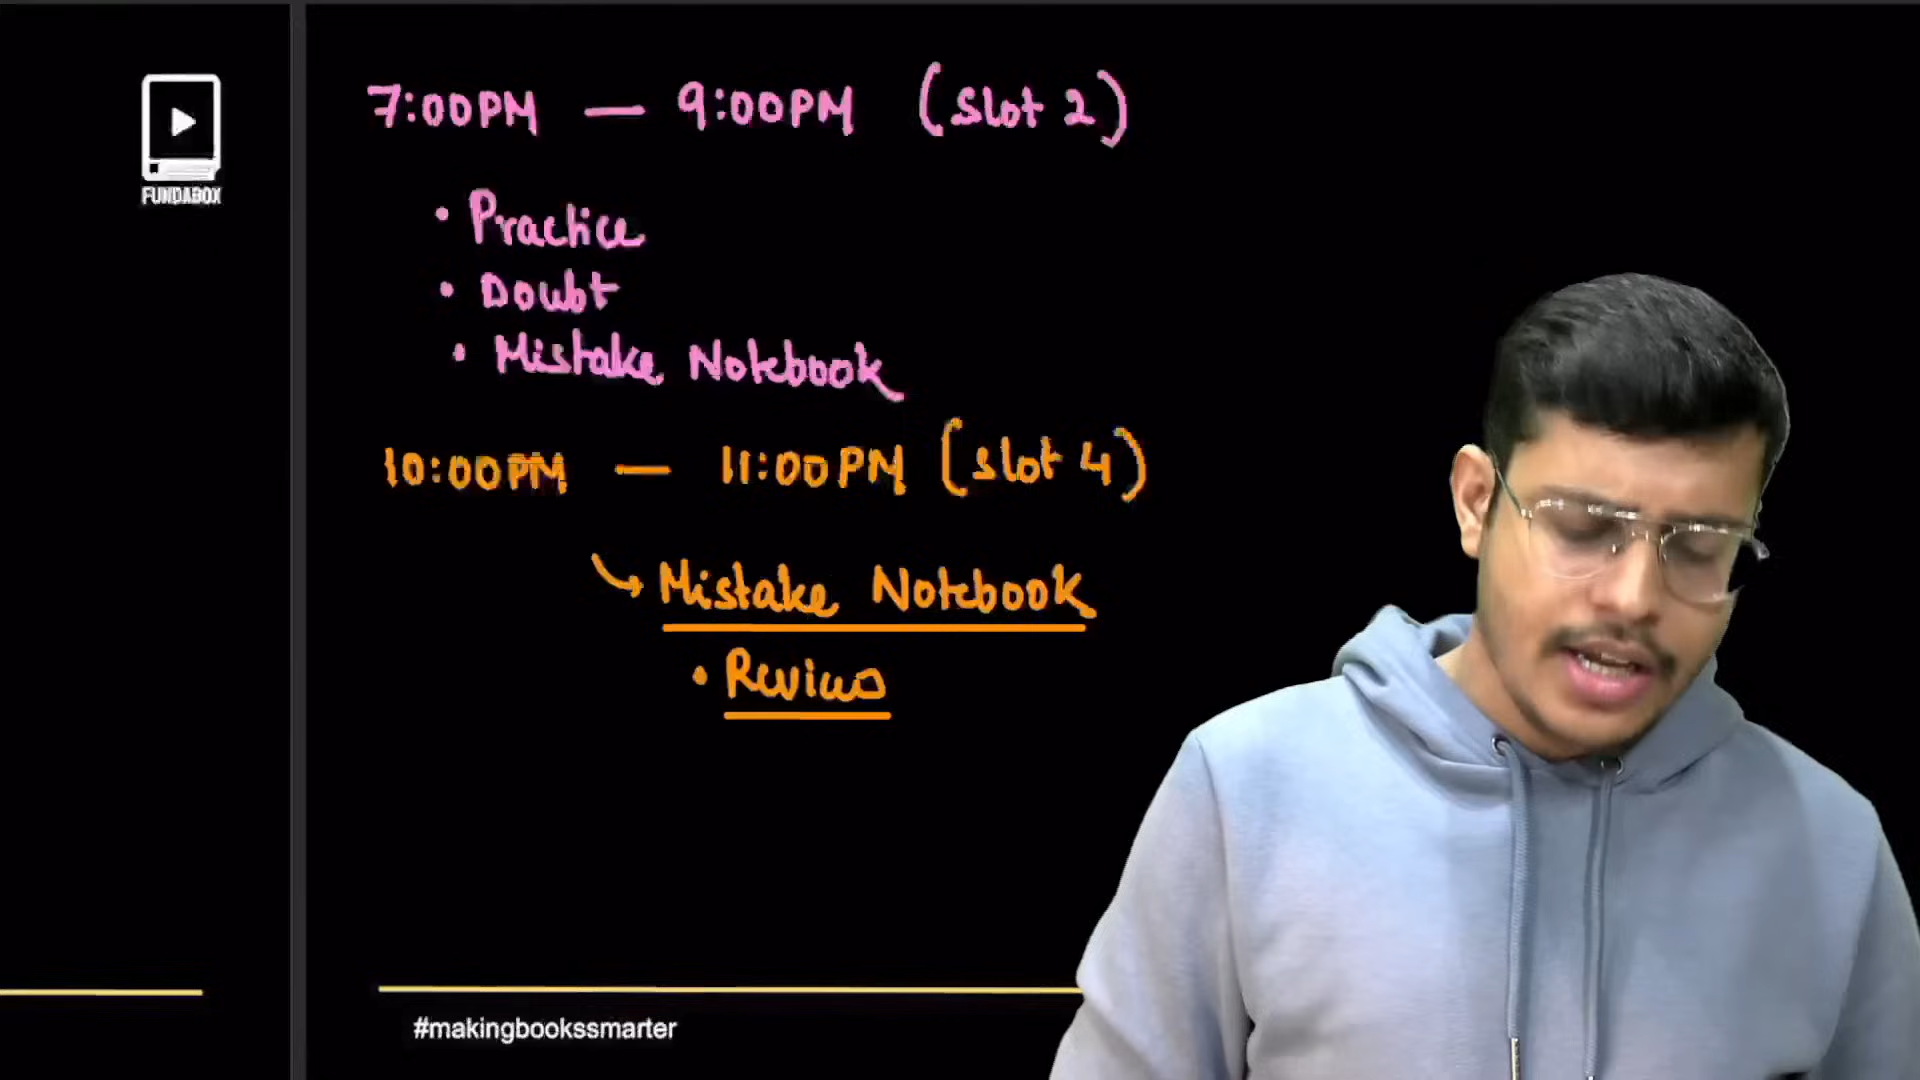 FUNDABOX
7:00PM — 9:00PM (Slot 2)
• Practice
• Doubt
• Mistake Notebook
10:00PM — 11:00PM (Slot 4)
Mistake Notebook
• Review
#makingbookssmarter